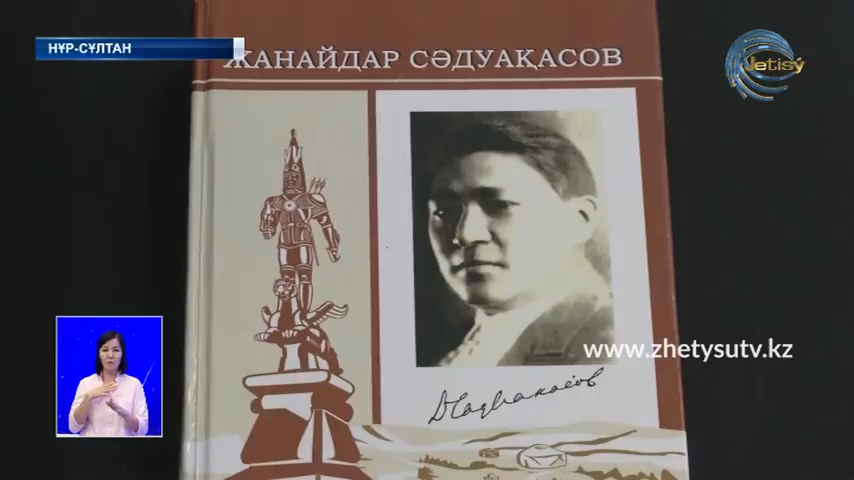 НҰР-СҰЛТАН
ЖАНАЙДАР СӘДУАҚАСОВ
Jetisý
www.zhetysutv.kz